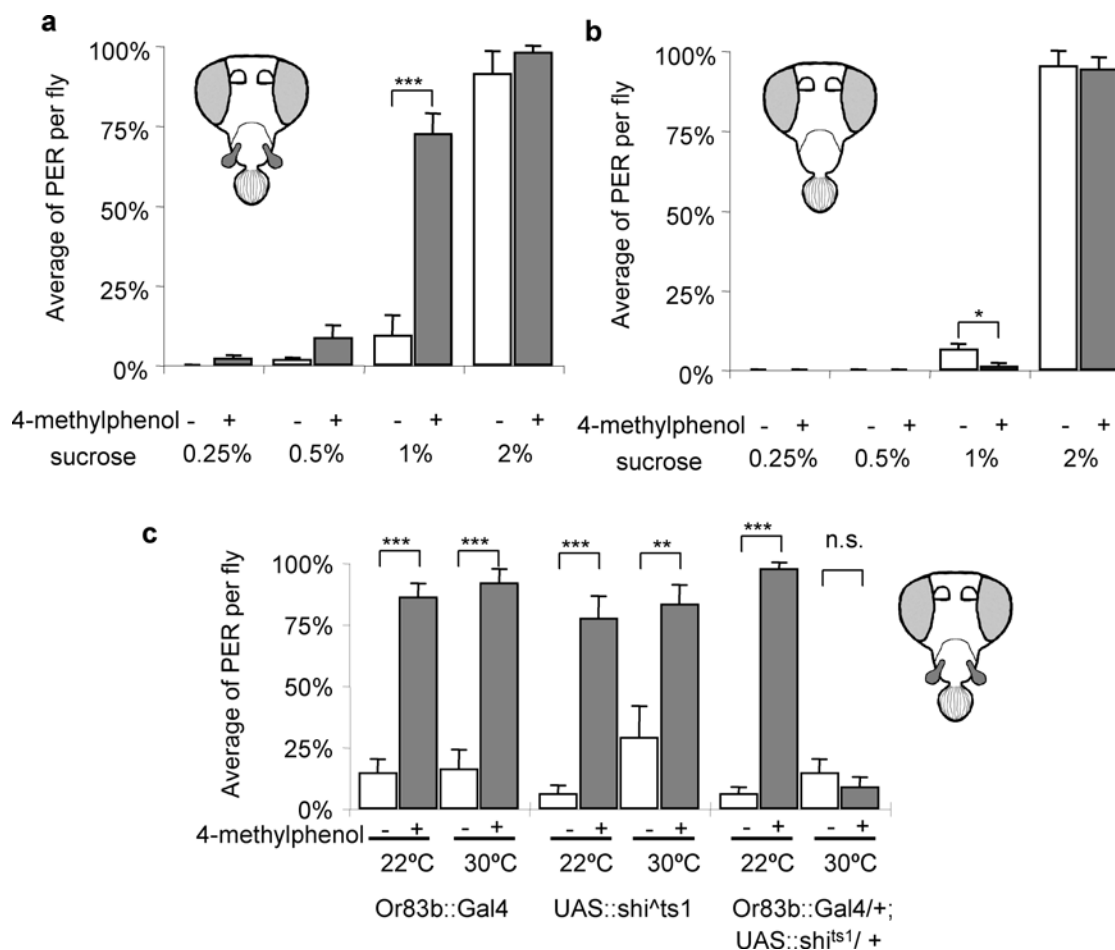 a
100%
75%
50%
25%
0%
Average of PER per fly
***
4-methylphenol - + - + - + - +
sucrose 0.25% 0.5% 1% 2%
b
100%
75%
50%
25%
0%
Average of PER per fly
*
4-methylphenol - + - + - + - +
sucrose 0.25% 0.5% 1% 2%
c
100%
75%
50%
25%
0%
Average of PER per fly
*** *** *** ** *** n.s.
4-methylphenol - + - + - + - + - + - +
22ºC 30ºC 22ºC 30ºC 22ºC 30ºC
Or83b::Gal4 UAS::shi^ts1 Or83b::Gal4/+;
UAS::shits1/ +